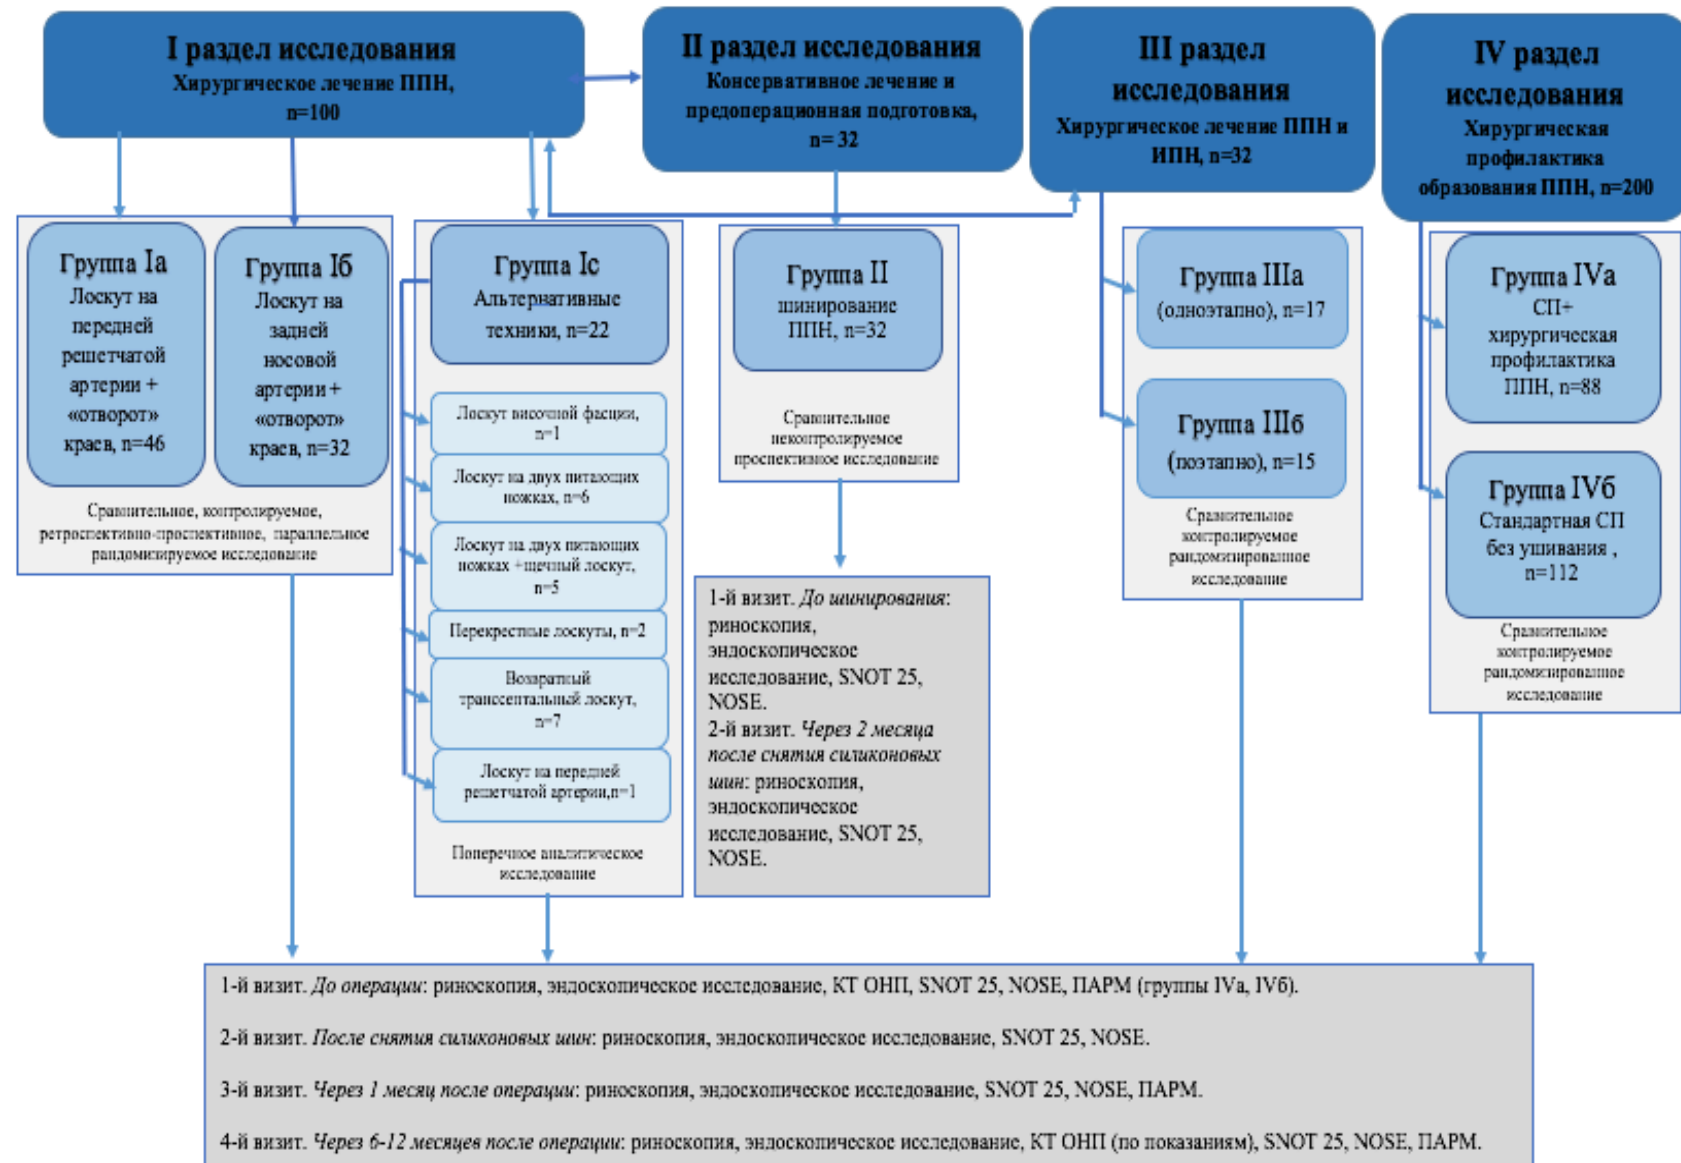 I раздел исследования
Хирургическое лечение ППН,
n=100
II раздел исследования
Консервативное лечение и
предоперационная подготовка,
n= 32
III раздел
исследования
Хирургическое лечение ППН и
ИПН, n=32
IV раздел
исследования
Хирургическая
профилактика
образования ППН, n=200
Группа Iа
Лоскут на
передней
решетчатой
артерии +
«отворот»
краев, n=46
Группа Iб
Лоскут на
задней
носовой
артерии +
«отворот»
краев, n=32
Сравнительное, контролируемое,
ретроспективно-проспективное, параллельное
рандомизируемое исследование
Группа Ic
Альтернативные
техники, n=22
Лоскут височной фасции,
n=1
Лоскут на двух питающих
ножках, n=6
Лоскут на двух питающих
ножках +щечный лоскут,
n=5
Перекрестные лоскуты, n=2
Возвратный
транссептальный лоскут,
n=7
Лоскут на передней
решетчатой артерии,n=1
Поперечное аналитическое
исследование
Группа II
шинирование
ППН, n=32
Сравнительное
неконтролируемое
проспективное исследование
1-й визит. До шинирования:
риноскопия,
эндоскопическое
исследование, SNOT 25,
NOSE.
2-й визит. Через 2 месяца
после снятия силиконовых
шин: риноскопия,
эндоскопическое
исследование, SNOT 25,
NOSE.
Группа IIIа
(одноэтапно), n=17
Группа IIIб
(поэтапно), n=15
Сравнительное
контролируемое
рандомизированное
исследование
Группа IVа
СП+
хирургическая
профилактика
ППН, n=88
Группа IVб
Стандартная СП
без ушивания ,
n=112
Сравнительное
контролируемое
рандомизированное
исследование
1-й визит. До операции: риноскопия, эндоскопическое исследование, КТ ОНП, SNOT 25, NOSE, ПАРМ (группы IVа, IVб).
2-й визит. После снятия силиконовых шин: риноскопия, эндоскопическое исследование, SNOT 25, NOSE.
3-й визит. Через 1 месяц после операции: риноскопия, эндоскопическое исследование, SNOT 25, NOSE, ПАРМ.
4-й визит. Через 6-12 месяцев после операции: риноскопия, эндоскопическое исследование, КТ ОНП (по показаниям), SNOT 25, NOSE, ПАРМ.